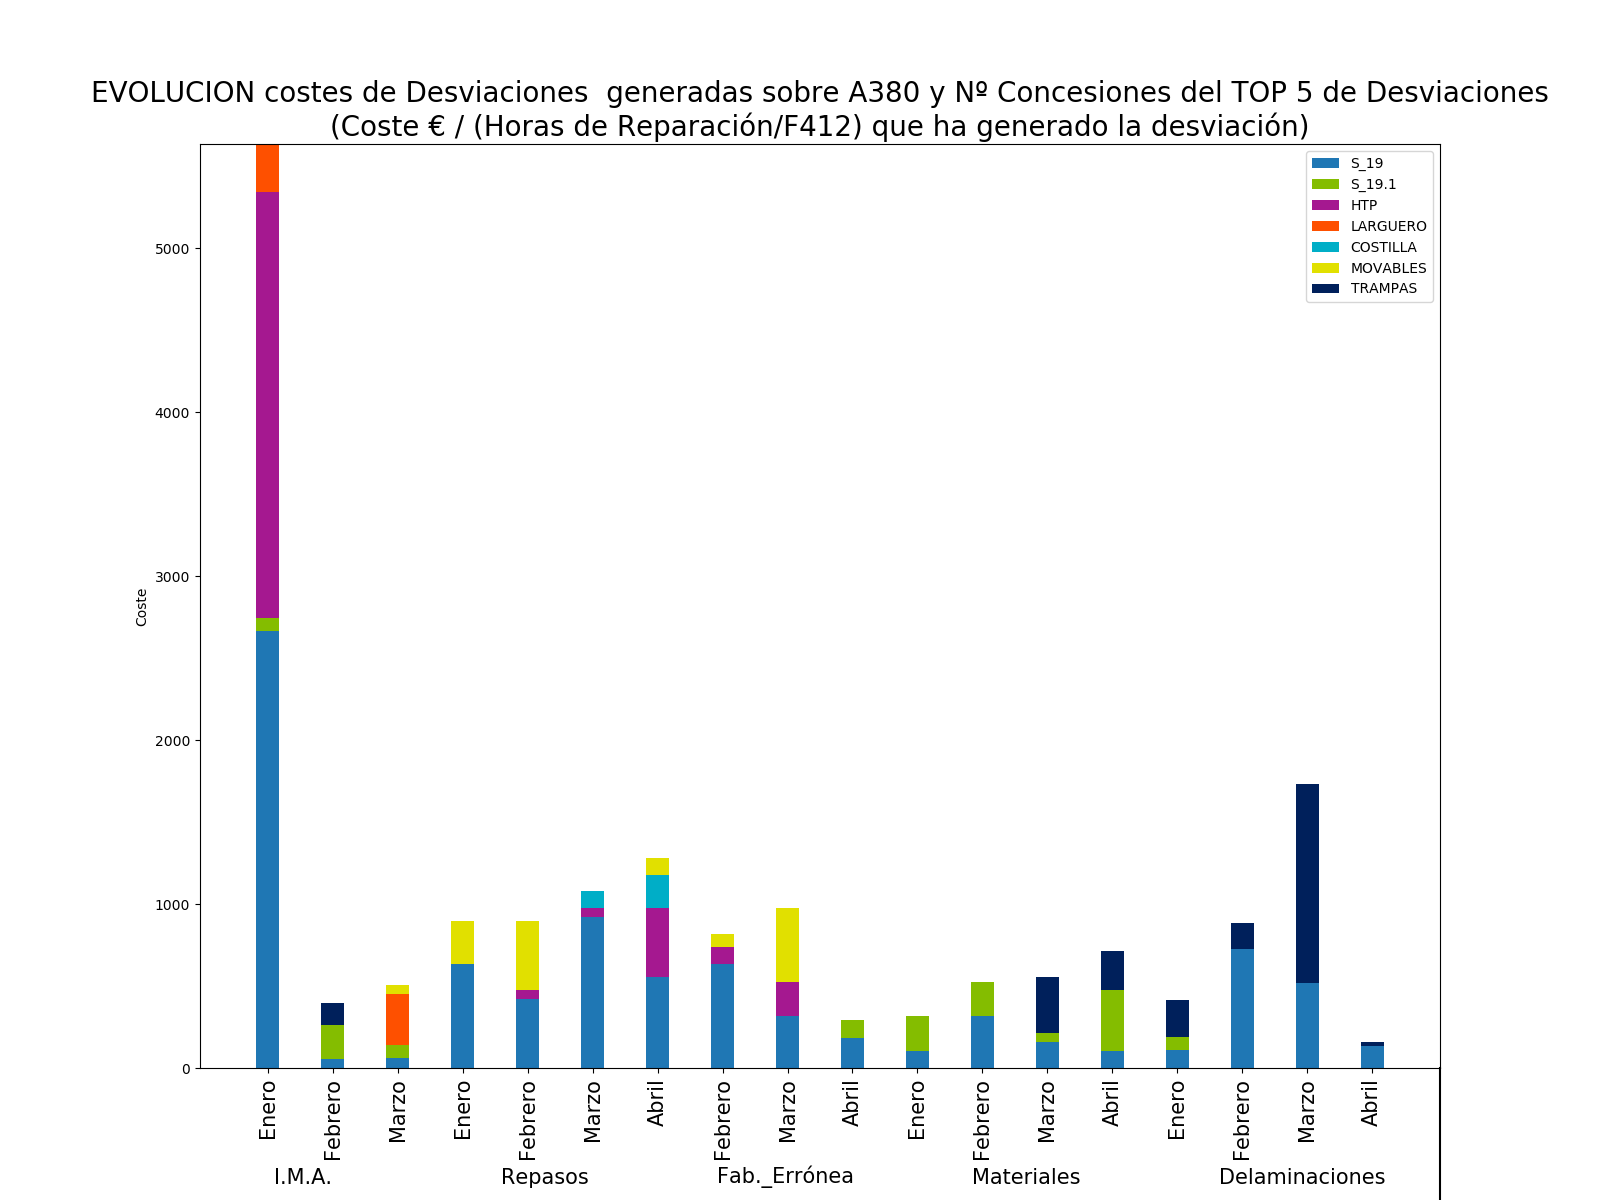 EVOLUCION costes de Desviaciones  generadas sobre A380 y Nº Concesiones del TOP 5 de Desviaciones
(Coste € / (Horas de Reparación/F412) que ha generado la desviación)
S_19
S_19.1
HTP
LARGUERO
COSTILLA
MOVABLES
TRAMPAS
5000
4000
3000
2000
1000
0
Coste
Enero Febrero Marzo Enero Febrero Marzo Abril Febrero Marzo Abril Enero Febrero Marzo Abril Enero Febrero Marzo Abril
I.M.A. Repasos Fab._Errónea Materiales Delaminaciones